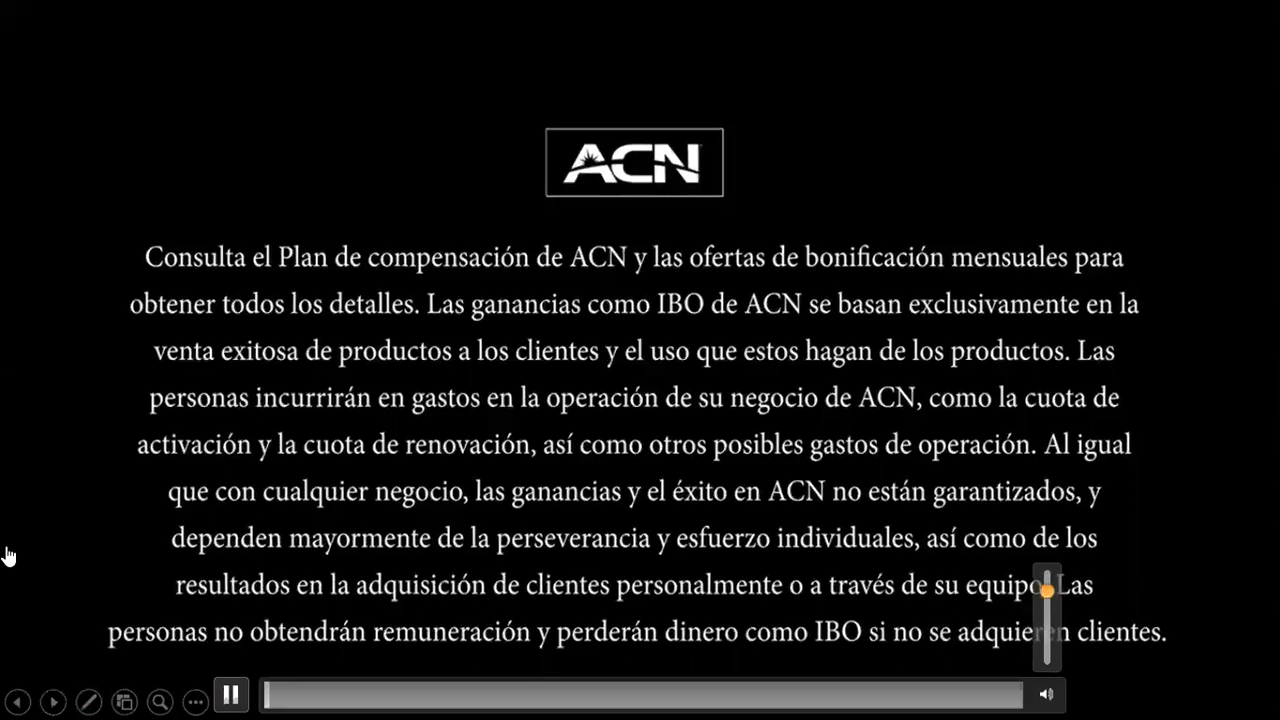 ACN
Consulta el Plan de compensación de ACN y las ofertas de bonificación mensuales para
obtener todos los detalles. Las ganancias como IBO de ACN se basan exclusivamente en la
venta exitosa de productos a los clientes y el uso que estos hagan de los productos. Las
personas incurrirán en gastos en la operación de su negocio de ACN, como la cuota de
activación y la cuota de renovación, así como otros posibles gastos de operación. Al igual
que con cualquier negocio, las ganancias y el éxito en ACN no están garantizados, y
dependen mayormente de la perseverancia y esfuerzo individuales, así como de los
resultados en la adquisición de clientes personalmente o a través de su equipo. Las
personas no obtendrán remuneración y perderán dinero como IBO si no se adquieren clientes.